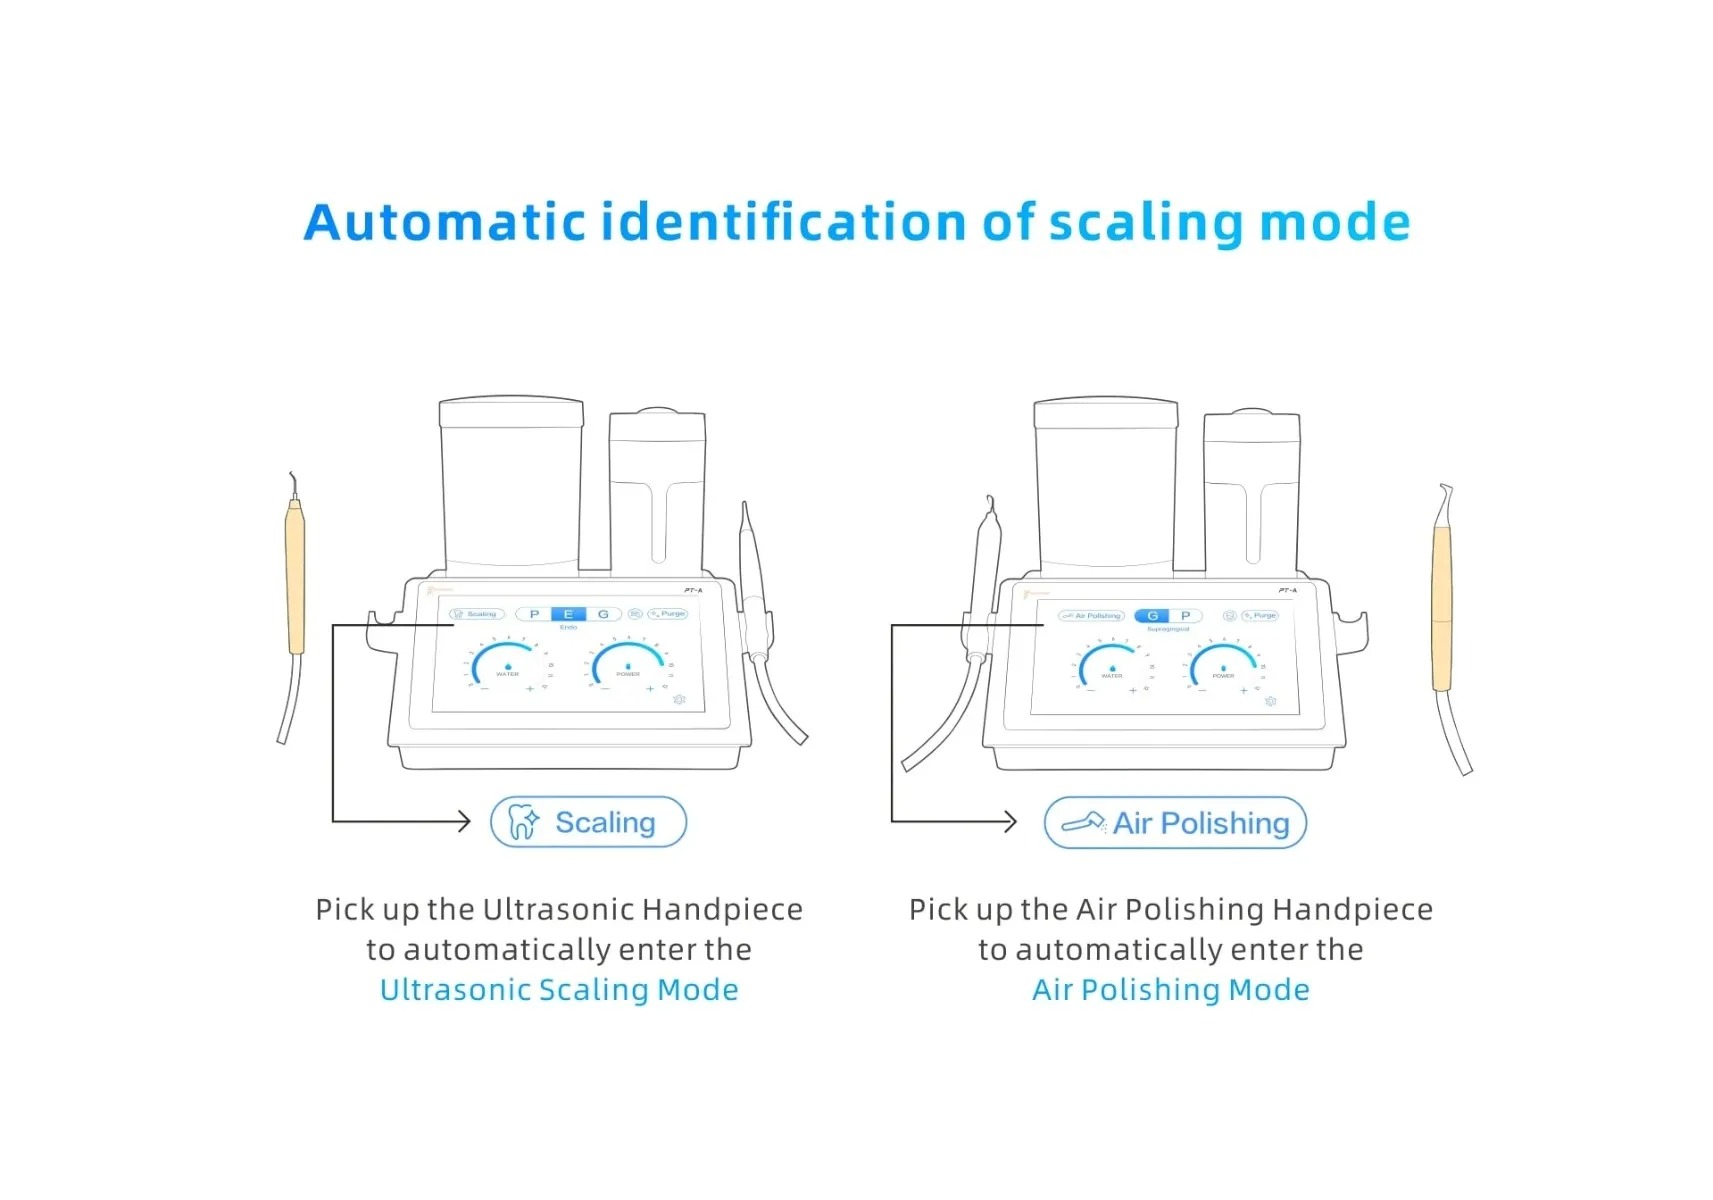 Automatic identification of scaling mode
PT-A
Scaling
P E G
Purge
Endo
WATER
POWER
PT-A
Air Polishing
G P
Purge
Supragingival
WATER
POWER
Scaling
Air Polishing
Pick up the Ultrasonic Handpiece
to automatically enter the
Ultrasonic Scaling Mode
Pick up the Air Polishing Handpiece
to automatically enter the
Air Polishing Mode